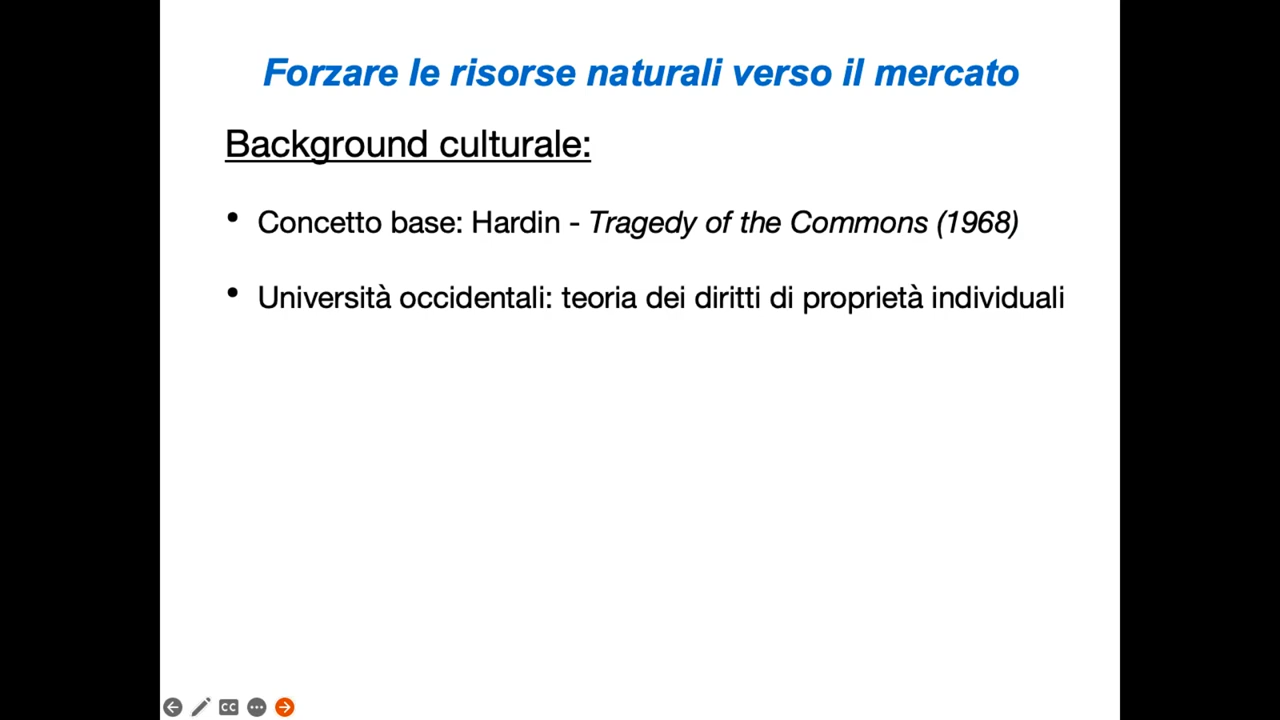 Forzare le risorse naturali verso il mercato
Background culturale:
• Concetto base: Hardin - Tragedy of the Commons (1968)
• Università occidentali: teoria dei diritti di proprietà individuali
CC